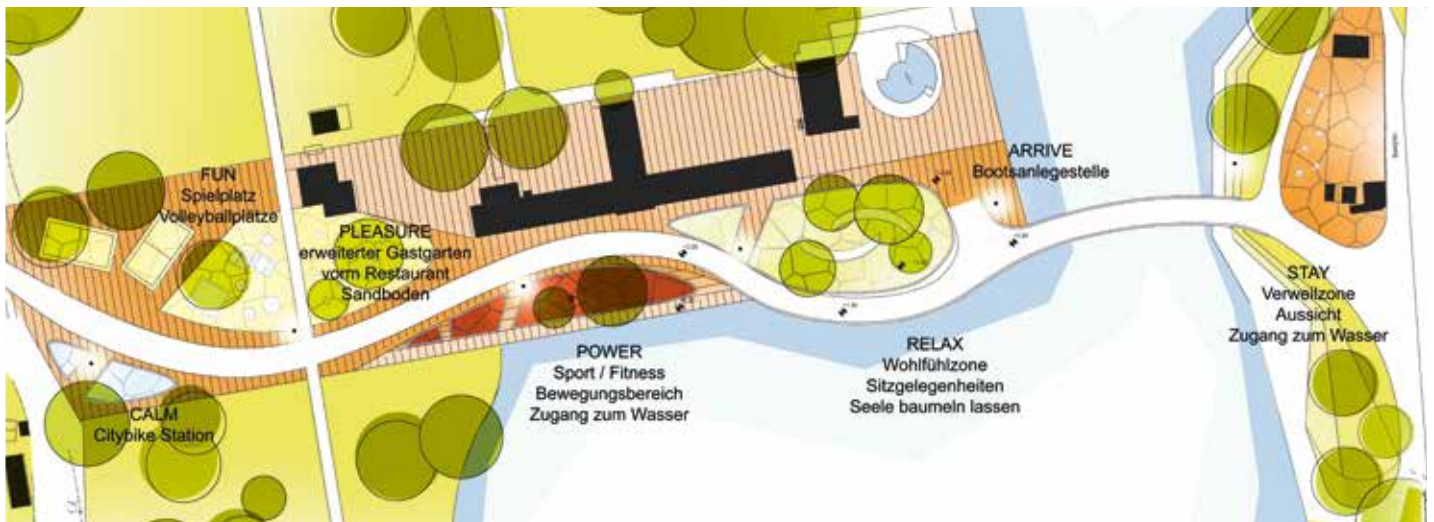 FUN
Spielplatz
Volleyballplätze
PLEASURE
erweiterter Gastgarten
vorm Restaurant
Sandboden
CALM
Citybike Station
POWER
Sport / Fitness
Bewegungsbereich
Zugang zum Wasser
RELAX
Wohlfühlzone
Sitzgelegenheiten
Seele baumeln lassen
ARRIVE
Bootsanlegestelle
STAY
Verweilzone
Aussicht
Zugang zum Wasser